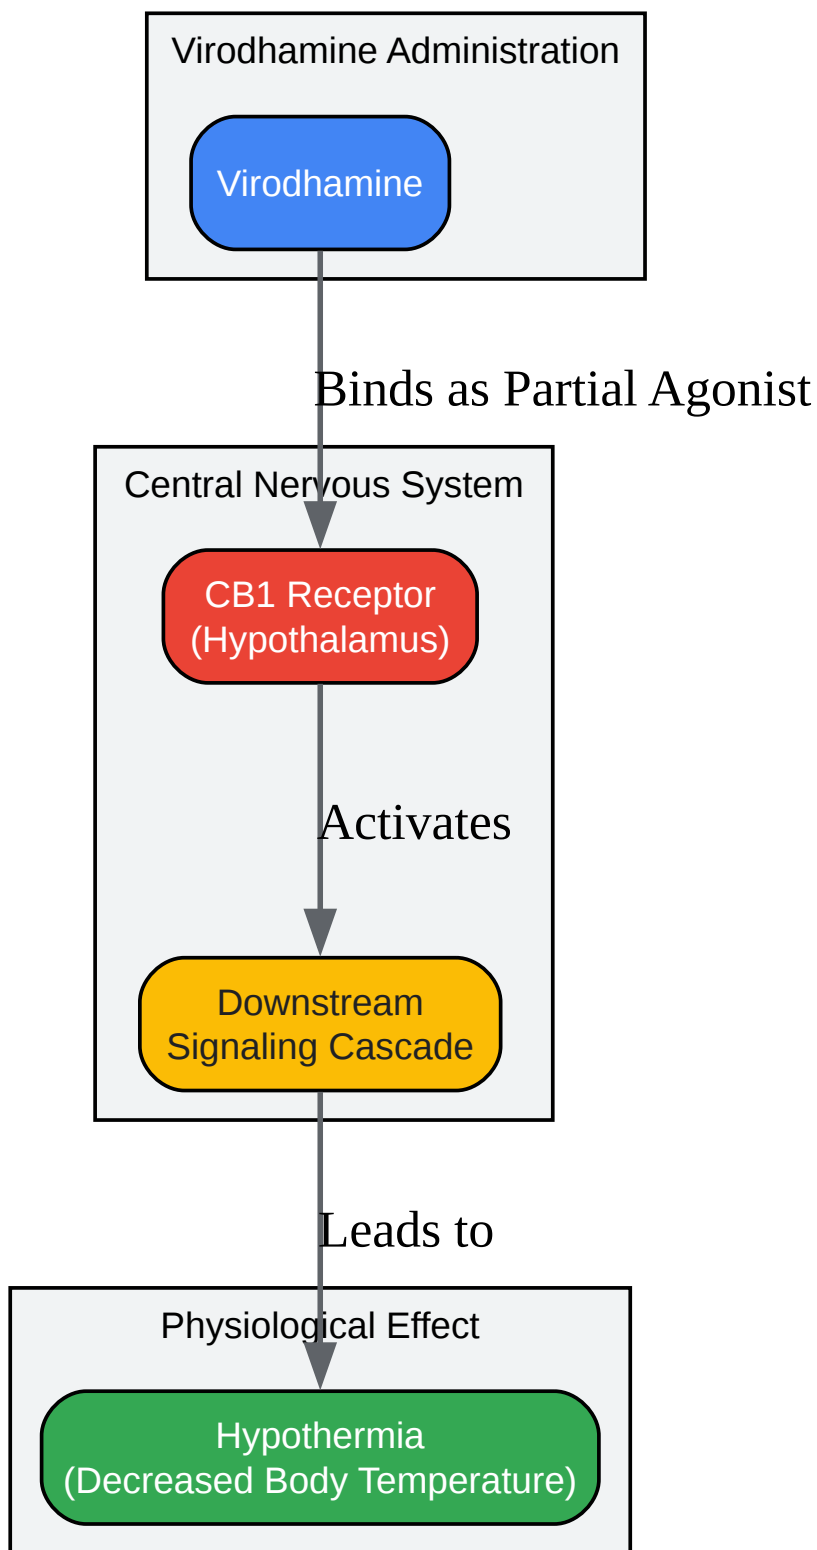 Virodhamine Administration
Virodhamine
Binds as Partial Agonist
Central Nervous System
CB1 Receptor
(Hypothalamus)
Activates
Downstream
Signaling Cascade
Leads to
Physiological Effect
Hypothermia
(Decreased Body Temperature)